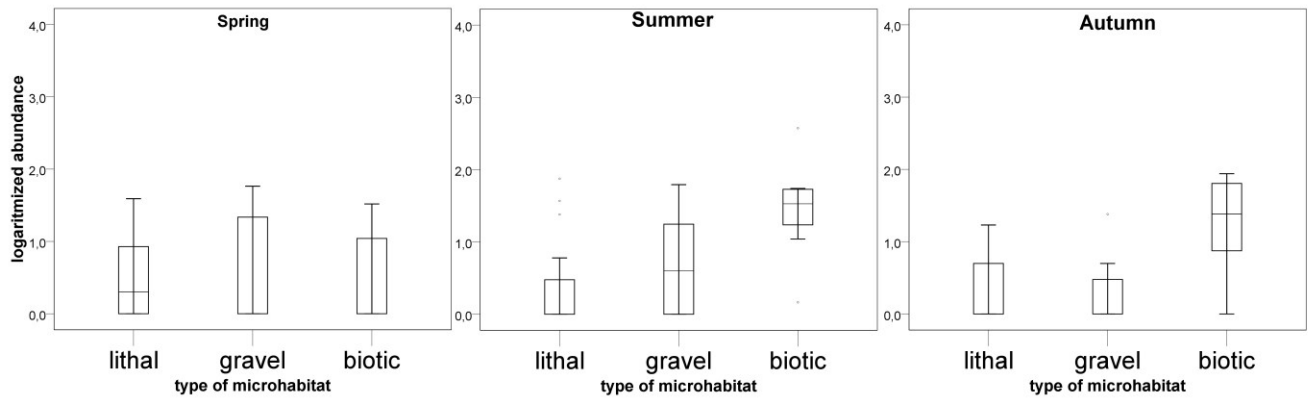 Spring
4,0
3,0
2,0
1,0
0,0
logaritmized abundance
lithal gravel biotic
type of microhabitat
Summer
4,0
3,0
2,0
1,0
0,0
lithal gravel biotic
type of microhabitat
Autumn
4,0
3,0
2,0
1,0
0,0
lithal gravel biotic
type of microhabitat